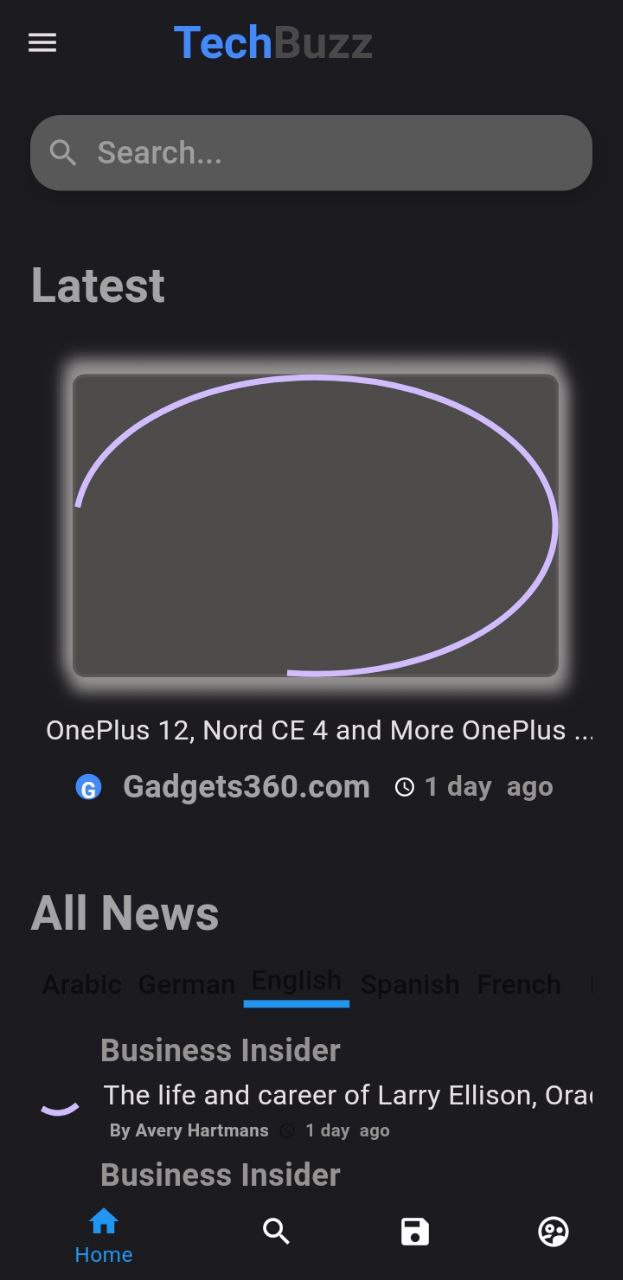 TechBuzz
Search...
Latest
OnePlus 12, Nord CE 4 and More OnePlus ...
G Gadgets360.com 1 day ago
All News
Arabic German English Spanish French
Business Insider
The life and career of Larry Ellison, Orac
By Avery Hartmans 1 day ago
Business Insider
Home